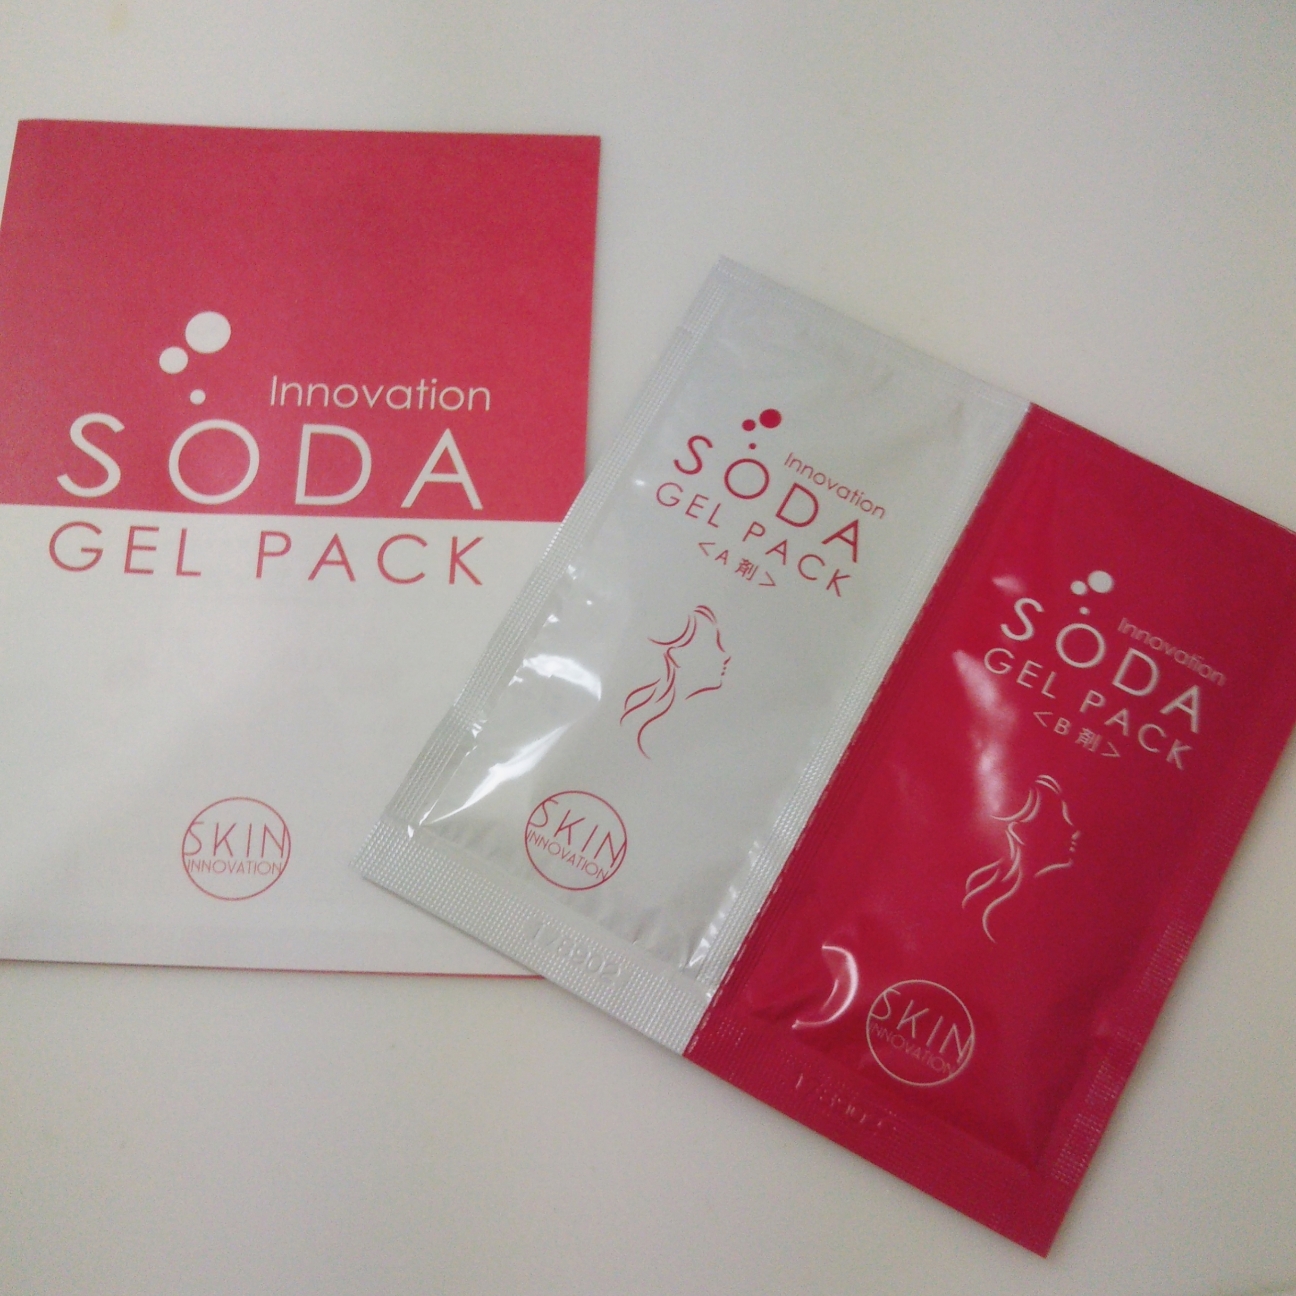 Innovation
SODA
GEL PACK
SKIN
INNOVATION
Innovation
SODA
GEL PACK
<A剤>
SKIN
INNOVATION
Innovation
SODA
GEL PACK
<B剤>
SKIN
INNOVATION